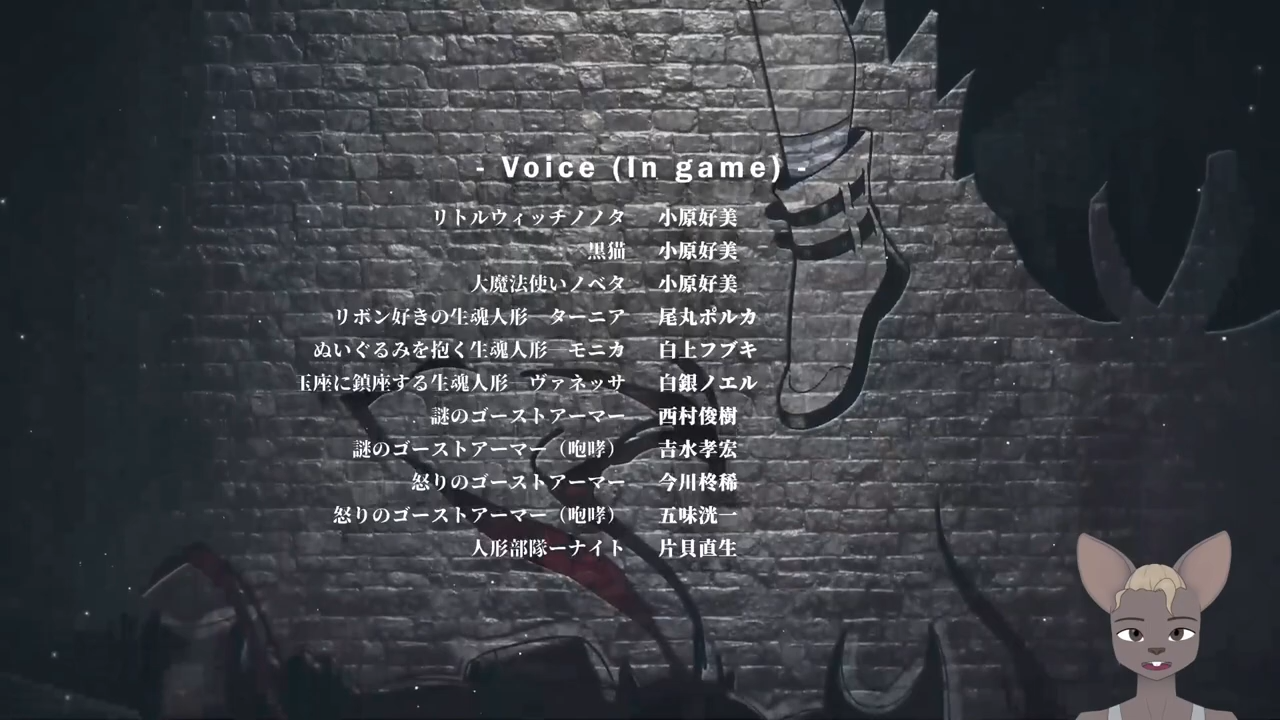 - Voice (In game) -
リトルウィッチノノタ 小原好美
黒猫 小原好美
大魔法使いノベタ 小原好美
リボン好きの生魂人形　ターニア 尾丸ポルカ
ぬいぐるみを抱く生魂人形　モニカ 白上フブキ
玉座に鎮座する生魂人形　ヴァネッサ 白銀ノエル
謎のゴーストアーマー 西村俊樹
謎のゴーストアーマー（咆哮） 吉水孝宏
怒りのゴーストアーマー 今川柊稀
怒りのゴーストアーマー（咆哮） 五味洸一
人形部隊ーナイト 片貝直生